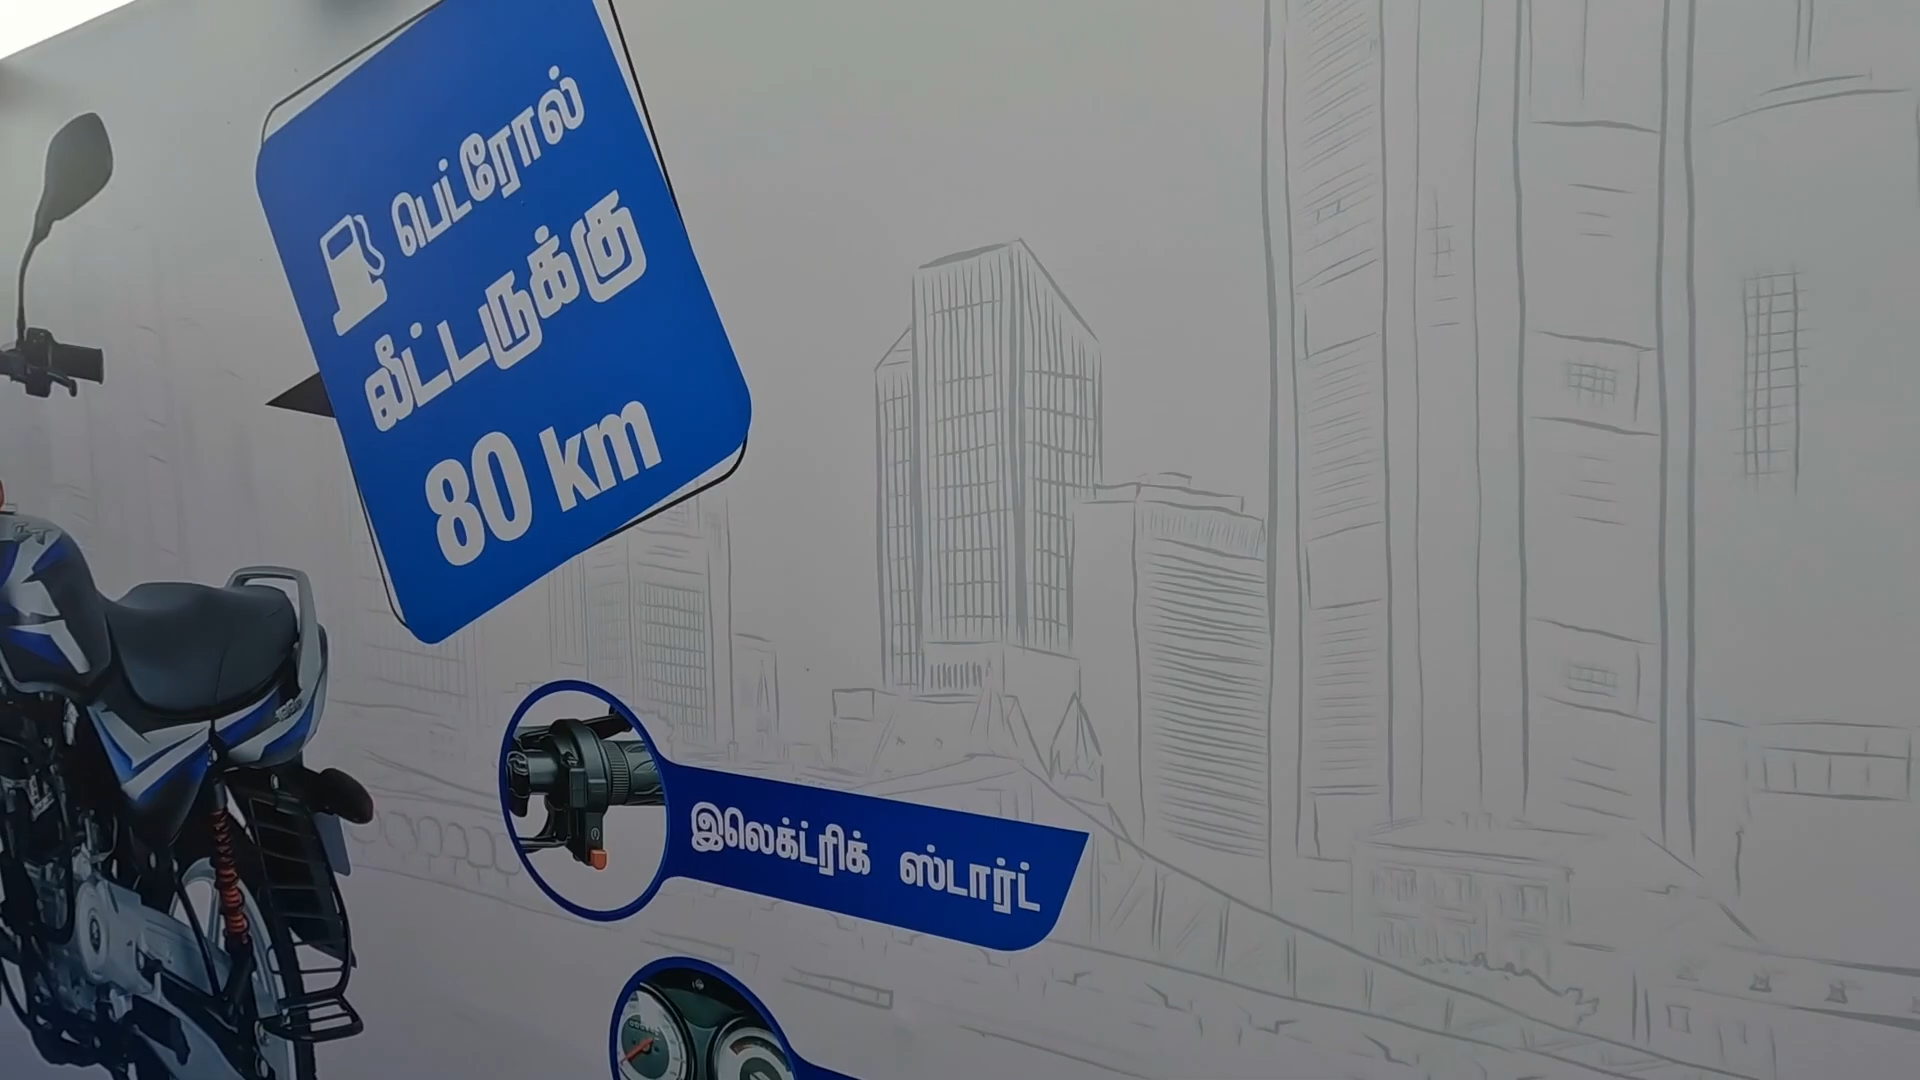 பெட்ரோல்
லீட்டருக்கு
80 km
இலெக்ட்ரிக் ஸ்டார்ட்